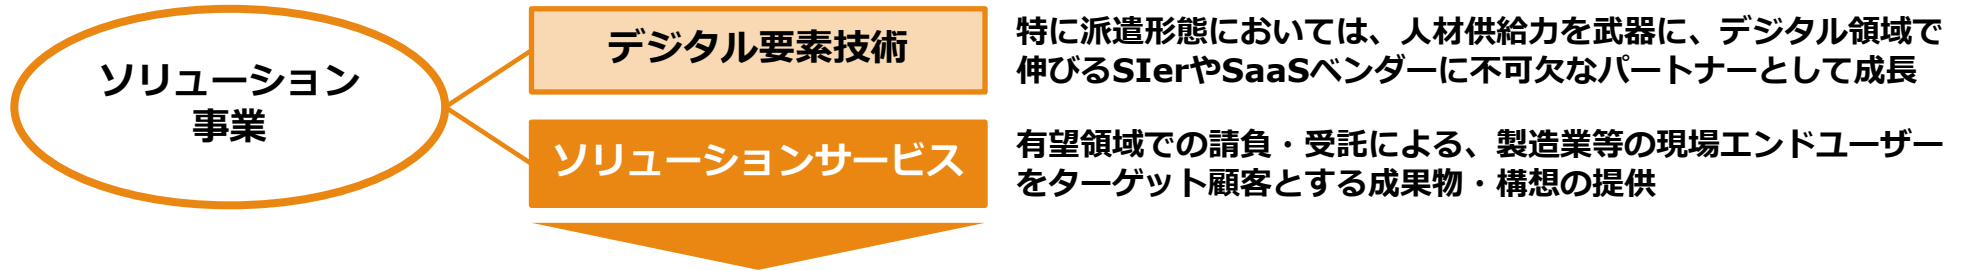 ソリューション
事業
デジタル要素技術
特に派遣形態においては、人材供給力を武器に、デジタル領域で
伸びるSIerやSaaSベンダーに不可欠なパートナーとして成長
ソリューションサービス
有望領域での請負・受託による、製造業等の現場エンドユーザー
をターゲット顧客とする成果物・構想の提供